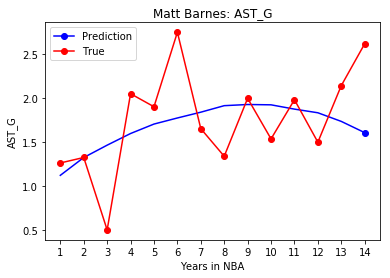 Matt Barnes: AST_G
Prediction
True
AST_G
2.5
2.0
1.5
1.0
0.5
1 2 3 4 5 6 7 8 9 10 11 12 13 14
Years in NBA